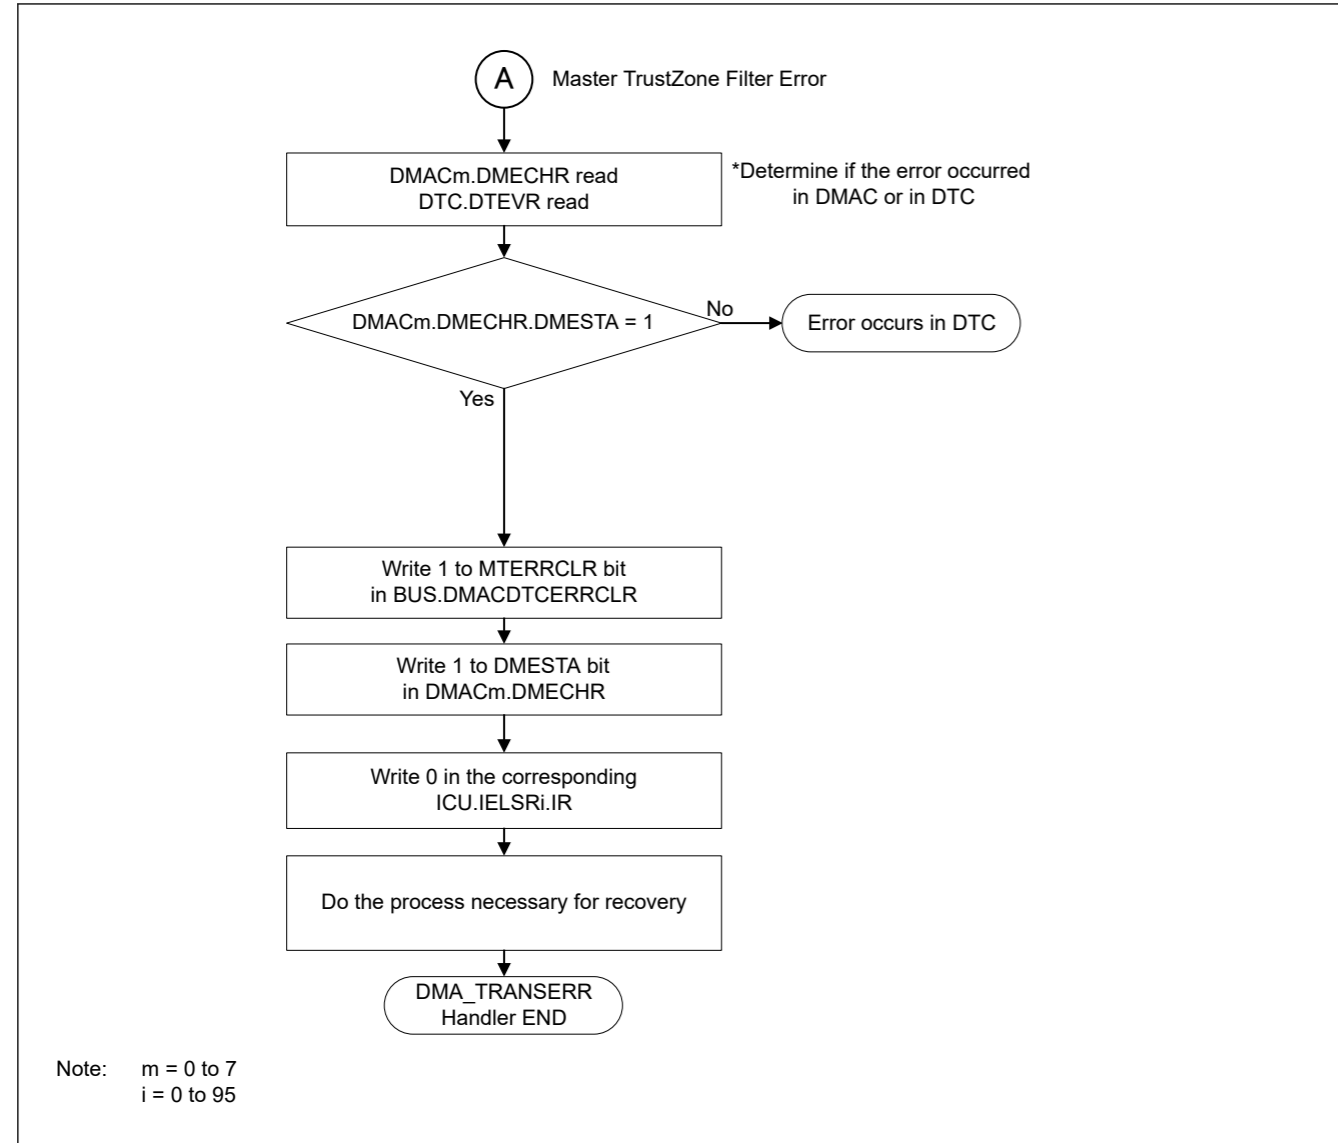 A
Master TrustZone Filter Error
DMACm.DMECHR read
DTC.DTEVR read
*Determine if the error occurred
in DMAC or in DTC
DMACm.DMECHR.DMESTA = 1
No
Error occurs in DTC
Yes
Write 1 to MTERRCLR bit
in BUS.DMACDTCERRCLR
Write 1 to DMESTA bit
in DMACm.DMECHR
Write 0 in the corresponding
ICU.IELSRi.IR
Do the process necessary for recovery
DMA_TRANSERR
Handler END
Note: m = 0 to 7
i = 0 to 95